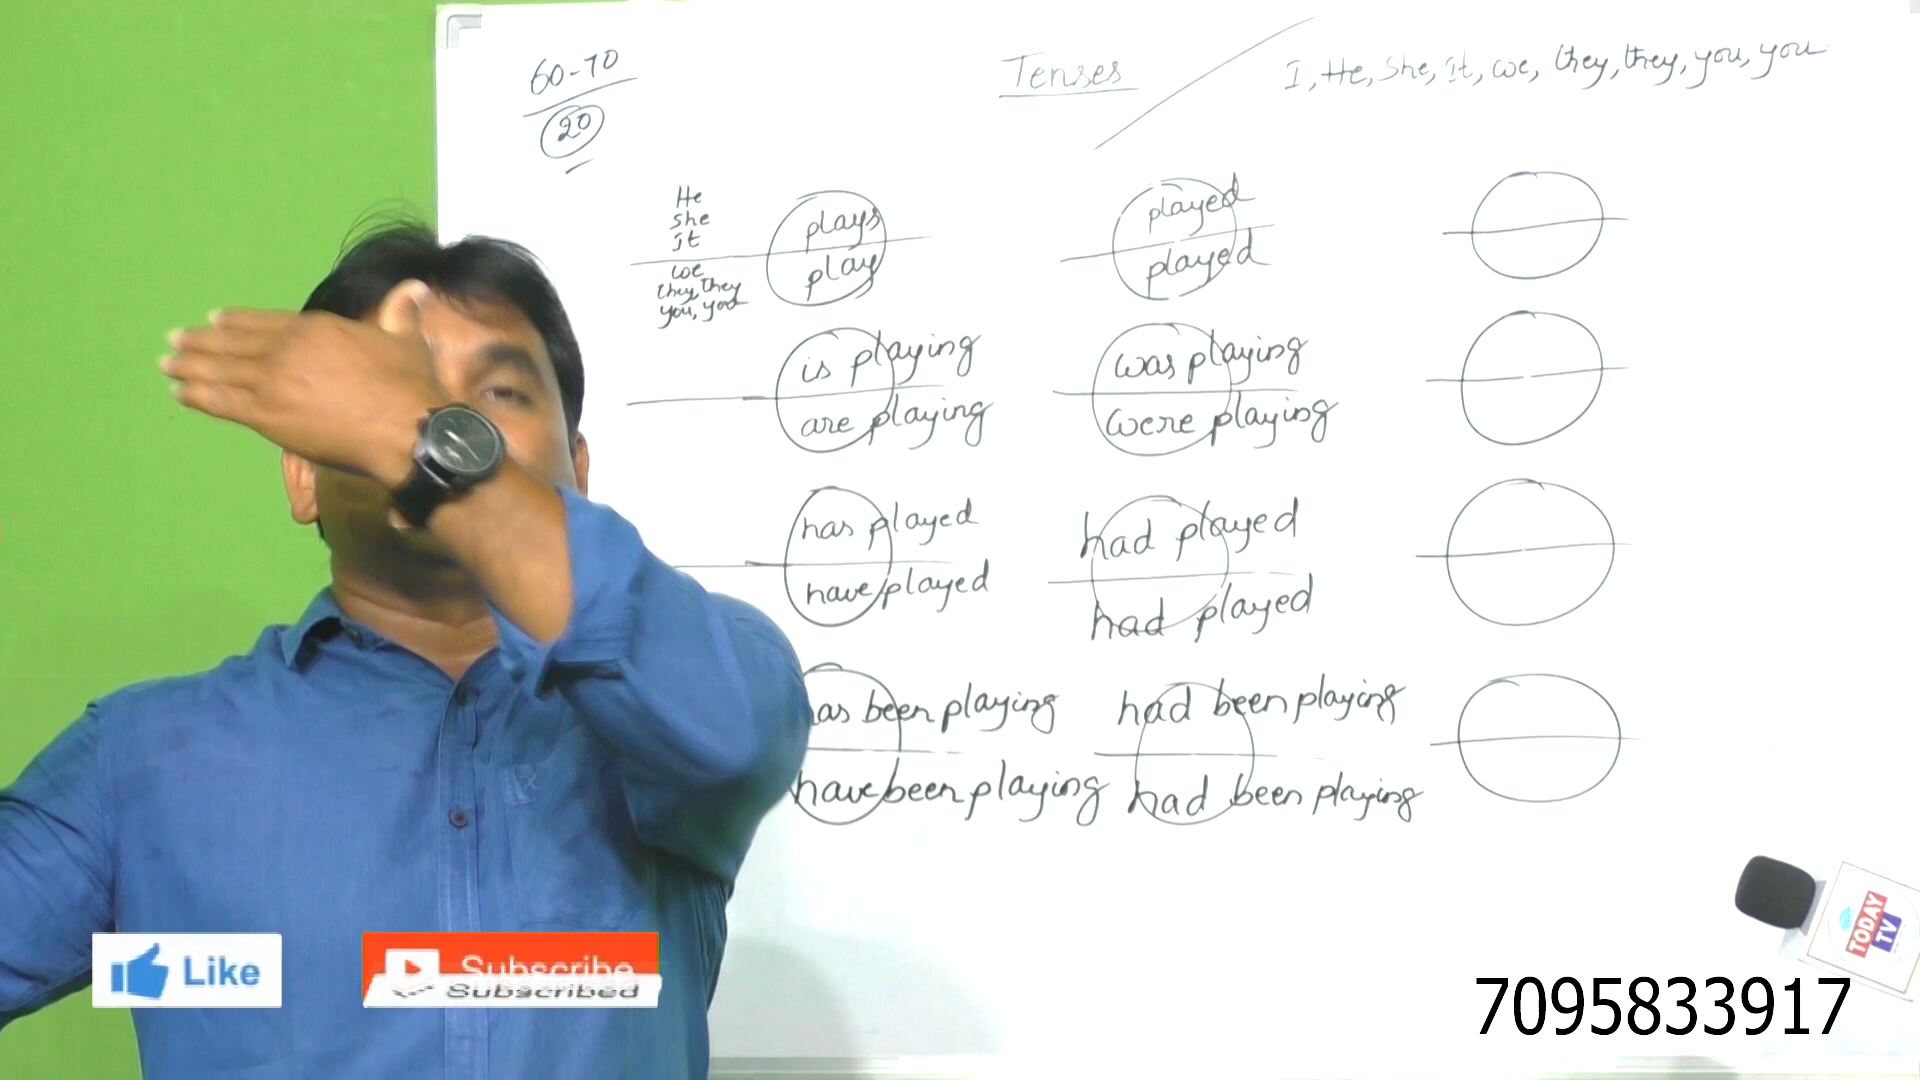 60-70
20
Tenses
I, He, She, It, we, they, they, you, you
He
She
It
we
they, they
you, you
plays
play
played
played
is playing
are playing
was playing
were playing
has played
have played
had played
had played
has been playing
have been playing
had been playing
had been playing
Like
Subscribe
Subscribed
TODAY
TV
7095833917